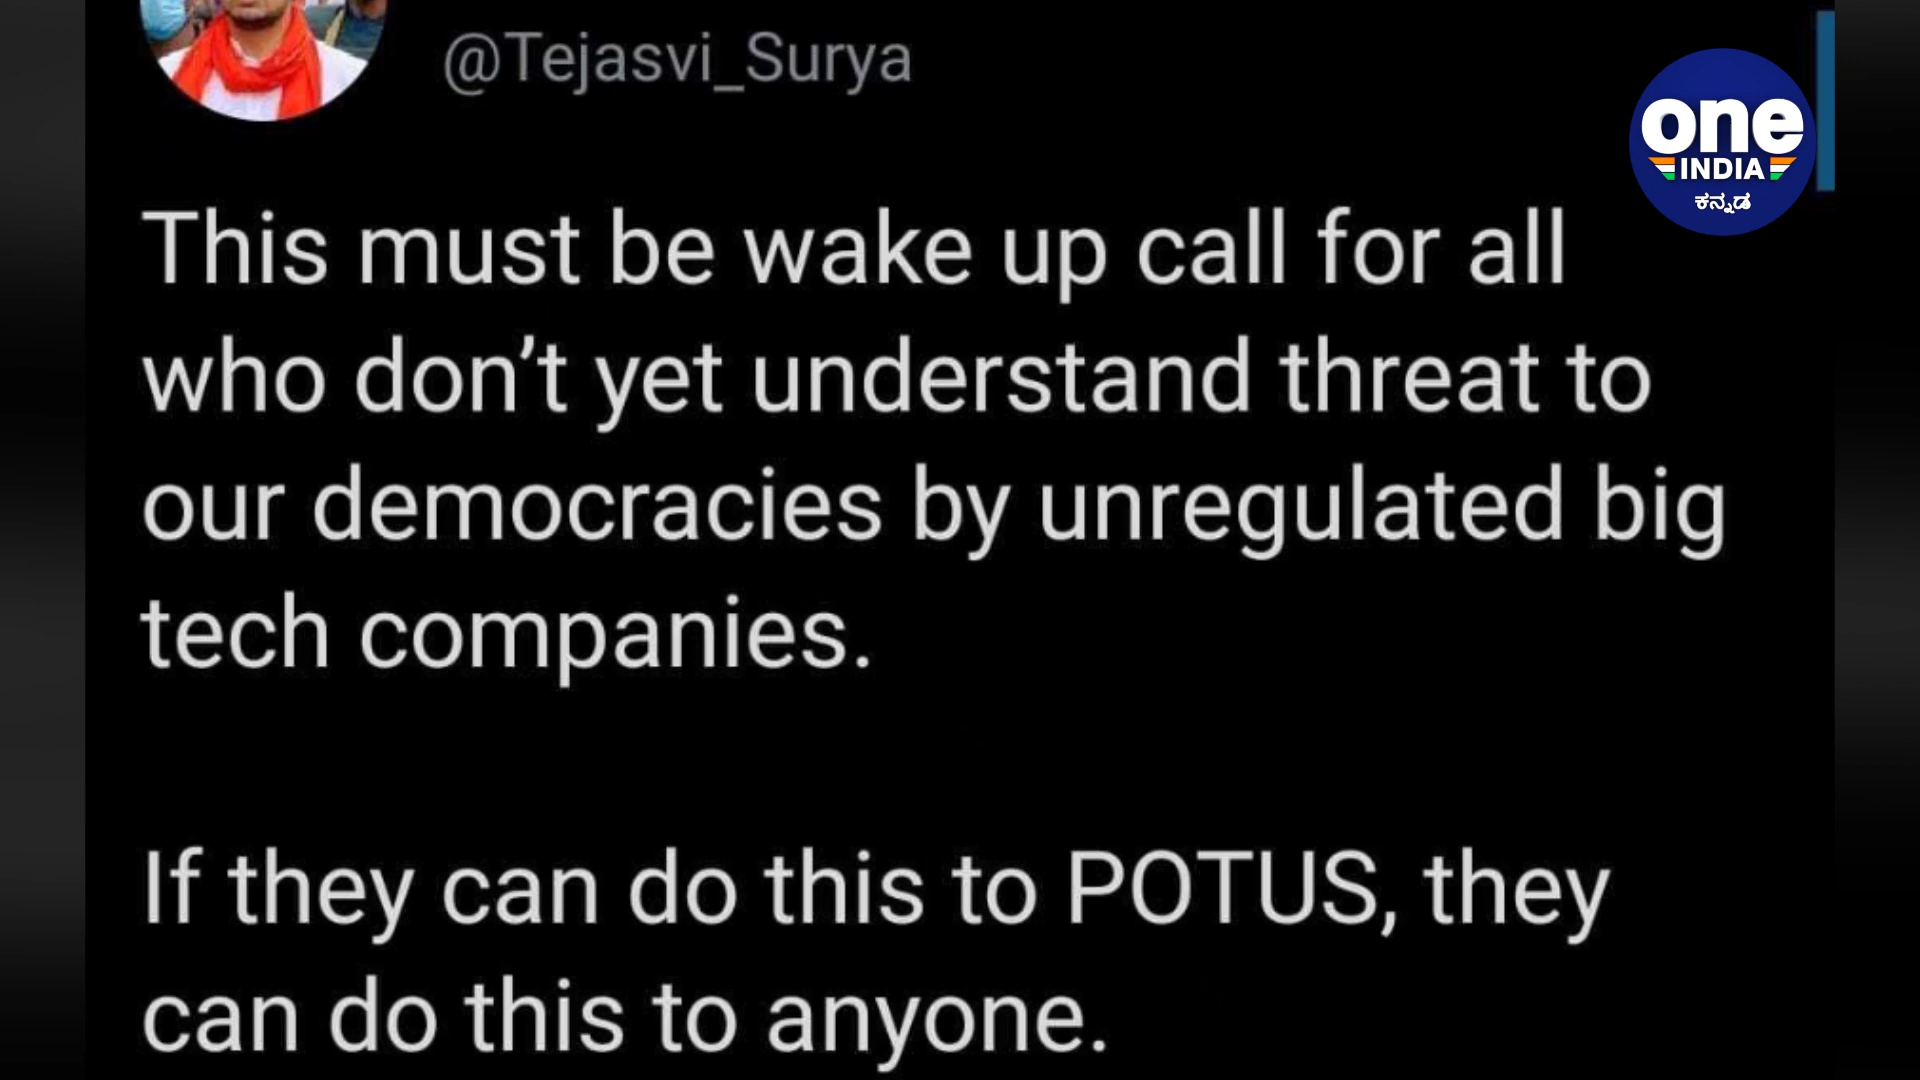 @Tejasvi_Surya
one
INDIA
ಕನ್ನಡ
This must be wake up call for all
who don’t yet understand threat to
our democracies by unregulated big
tech companies.
If they can do this to POTUS, they
can do this to anyone.